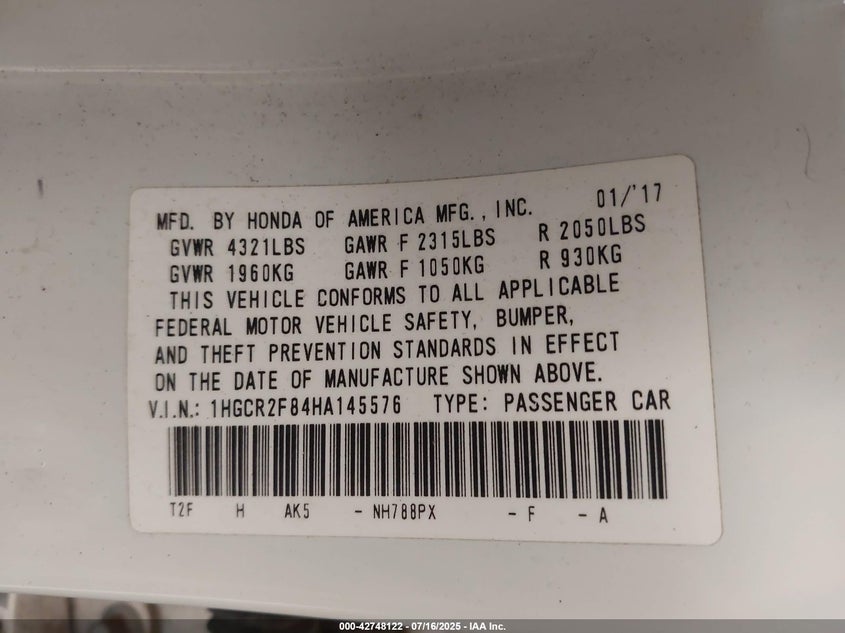 MFD. BY HONDA OF AMERICA MFG., INC. 01/'17
GVWR 4321LBS GAWR F 2315LBS R 2050LBS
GVWR 1960KG GAWR F 1050KG R 930KG
THIS VEHICLE CONFORMS TO ALL APPLICABLE
FEDERAL MOTOR VEHICLE SAFETY, BUMPER,
AND THEFT PREVENTION STANDARDS IN EFFECT
ON THE DATE OF MANUFACTURE SHOWN ABOVE.
V.I.N.: 1HGCR2F84HA145576 TYPE: PASSENGER CAR
T2F H AK5 - NH788PX - F - A
000-42748122 - 07/16/2025 - IAA Inc.